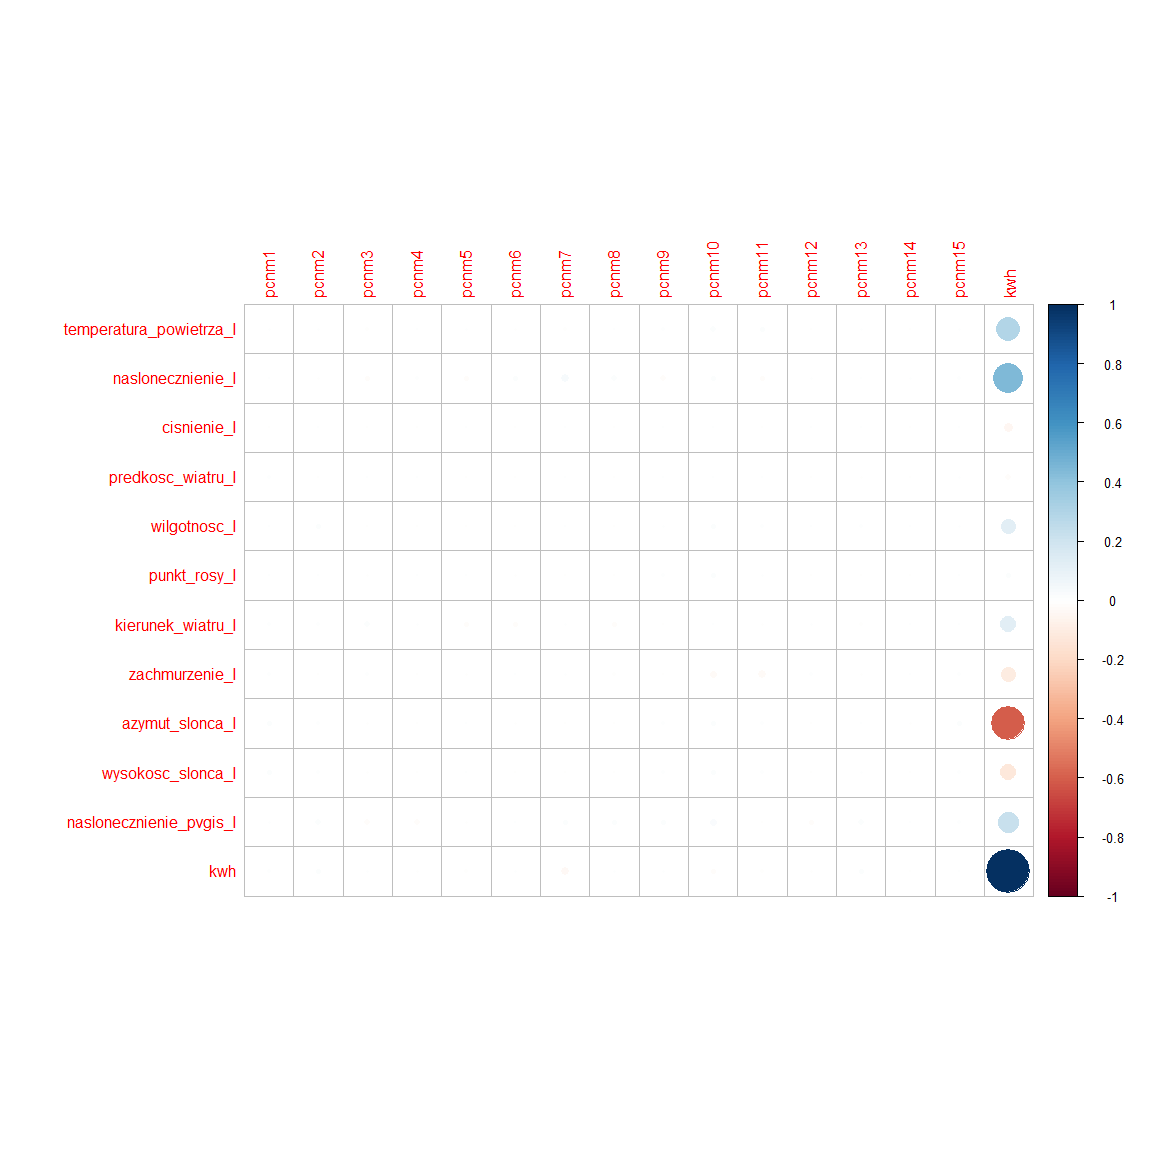 pcnm1
pcnm2
pcnm3
pcnm4
pcnm5
pcnm6
pcnm7
pcnm8
pcnm9
pcnm10
pcnm11
pcnm12
pcnm13
pcnm14
pcnm15
kwh
temperatura_powietrza_l
naslonecznienie_l
cisnienie_l
predkosc_wiatru_l
wilgotnosc_l
punkt_rosy_l
kierunek_wiatru_l
zachmurzenie_l
azymut_slonca_l
wysokosc_slonca_l
naslonecznienie_pvgis_l
kwh
1
0.8
0.6
0.4
0.2
0
-0.2
-0.4
-0.6
-0.8
-1